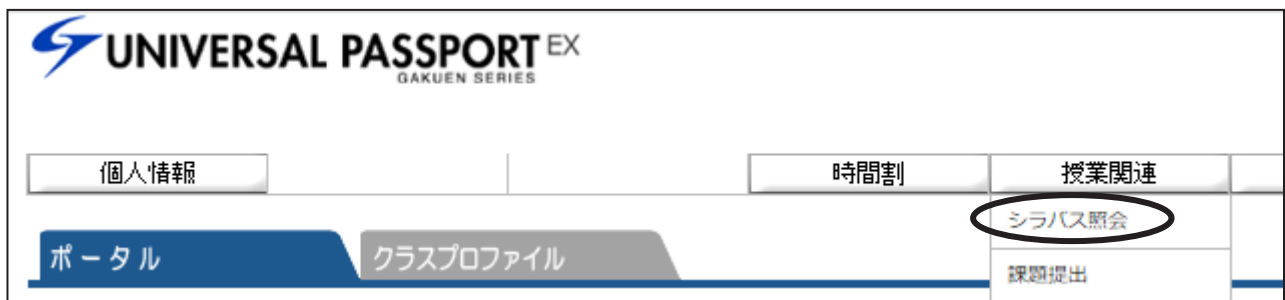 UNIVERSAL PASSPORT EX
GAKUEN SERIES
個人情報
時間割
授業関連
シラバス照会
ポータル
クラスプロファイル
課題提出